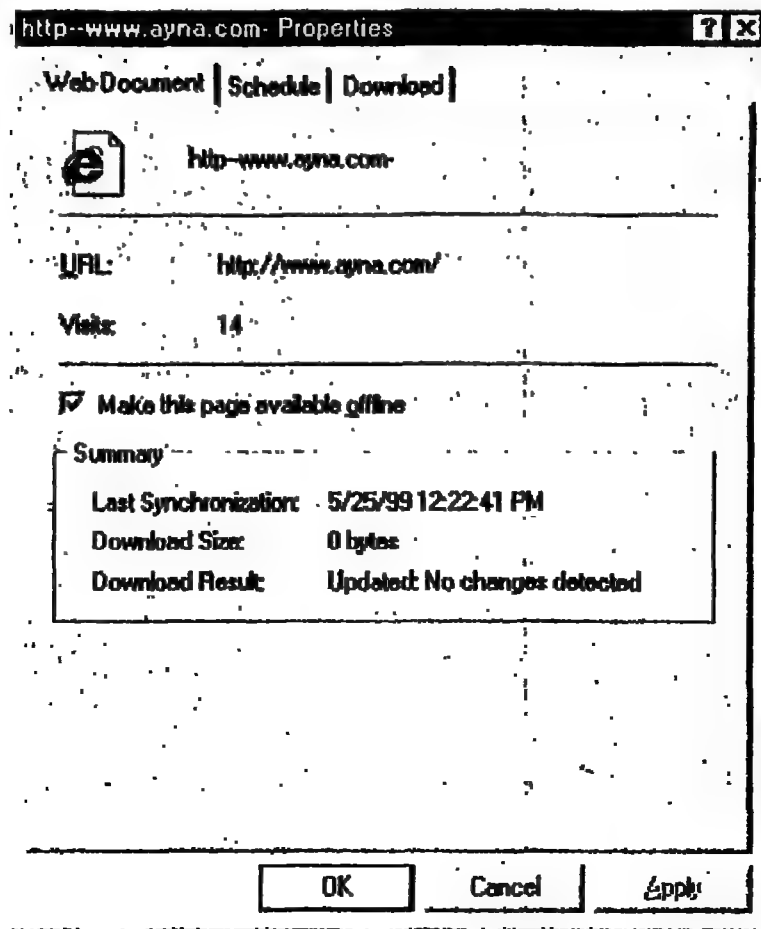 http--www.ayna.com- Properties
Web Document Schedule Download
http--www.ayna.com-
URL: http://www.ayna.com/
Visits: 14
Make this page available offline
Summary
Last Synchronization: 5/25/99 12:22:41 PM
Download Size: 0 bytes
Download Result: Updated: No changes detected
OK Cancel Apply